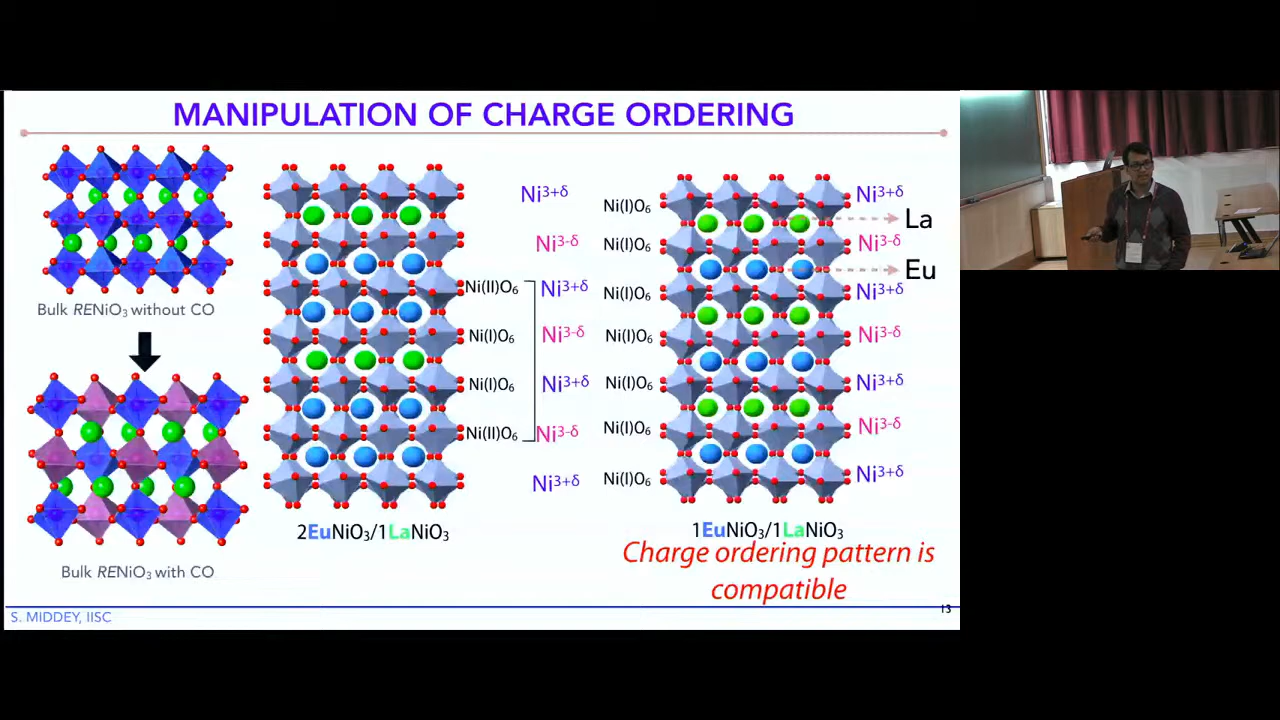 MANIPULATION OF CHARGE ORDERING
Bulk RENiO₃ without CO
Bulk RENiO₃ with CO
Ni³⁺δ
Ni³⁻δ
Ni(II)O₆ Ni³⁺δ
Ni(I)O₆ Ni³⁻δ
Ni(I)O₆ Ni³⁺δ
Ni(II)O₆ Ni³⁻δ
Ni³⁺δ
2EuNiO₃/1LaNiO₃
Ni(I)O₆ Ni³⁺δ
La
Ni(I)O₆ Ni³⁻δ
Eu
Ni(I)O₆ Ni³⁺δ
Ni(I)O₆ Ni³⁻δ
Ni(I)O₆ Ni³⁺δ
Ni(I)O₆ Ni³⁻δ
Ni(I)O₆ Ni³⁺δ
1EuNiO₃/1LaNiO₃
Charge ordering pattern is
compatible
S. MIDDEY, IISC
13